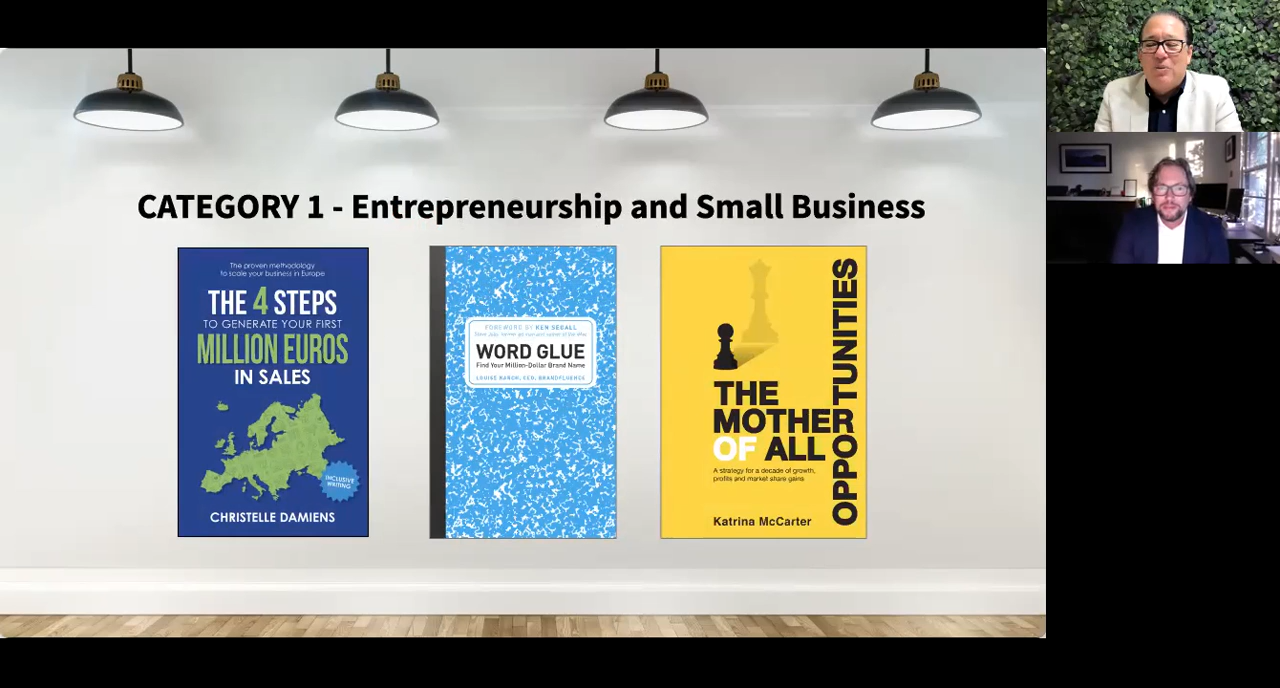 CATEGORY 1 - Entrepreneurship and Small Business
The proven methodology
to scale your business in Europe
THE 4 STEPS
TO GENERATE YOUR FIRST
MILLION EUROS
IN SALES
INCLUSIVE
WRITING
CHRISTELLE DAMIENS
FOREWORD BY KEN SEGALL
WORD GLUE
Find Your Million-Dollar Brand Name
CEO, BRANDFLUENCE
THE
MOTHER
OF ALL
OPPORTUNITIES
A strategy for a decade of growth,
profits and market share gains
Katrina McCarter